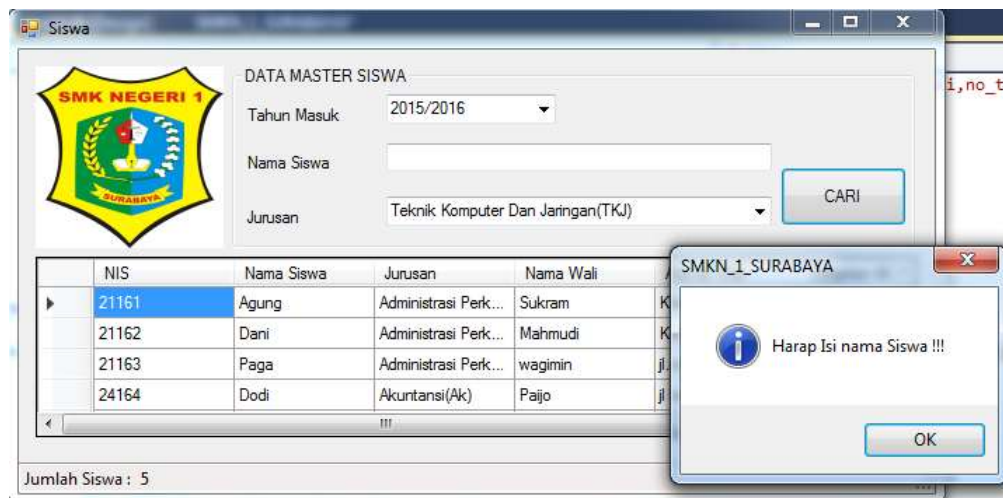 Siswa
SMK NEGERI 1
SURABAYA
DATA MASTER SISWA
Tahun Masuk 2015/2016
Nama Siswa
Jurusan Teknik Komputer Dan Jaringan(TKJ)
CARI
i,no_t
NIS Nama Siswa Jurusan Nama Wali
21161 Agung Administrasi Perk... Sukram
21162 Dani Administrasi Perk... Mahmudi
21163 Paga Administrasi Perk... wagimin
24164 Dodi Akuntansi(Ak) Paijo
Jumlah Siswa : 5
SMKN_1_SURABAYA
Harap Isi nama Siswa !!!
OK